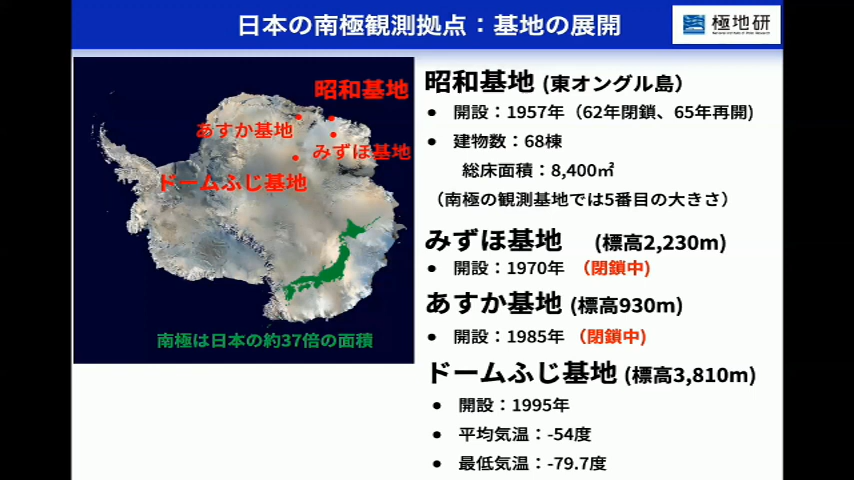 日本の南極観測拠点：基地の展開
極地研
昭和基地
あすか基地
みずほ基地
ドームふじ基地
南極は日本の約37倍の面積
昭和基地 (東オングル島）
● 開設：1957年（62年閉鎖、65年再開)
● 建物数：68棟
総床面積：8,400㎡
（南極の観測基地では5番目の大きさ）
みずほ基地 (標高2,230m)
● 開設：1970年 （閉鎖中)
あすか基地 (標高930m)
● 開設：1985年 （閉鎖中)
ドームふじ基地 (標高3,810m)
● 開設：1995年
● 平均気温：-54度
● 最低気温：-79.7度